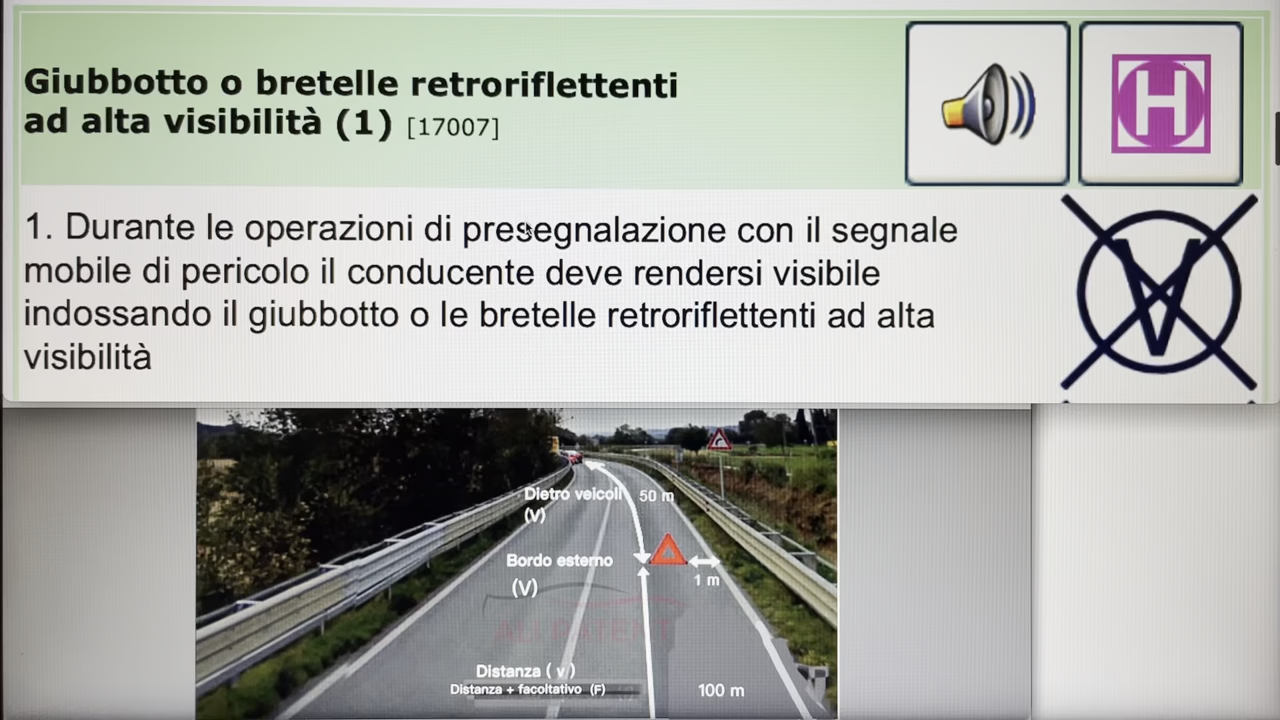 Giubbotto o bretelle retroriflettenti
ad alta visibilità (1) [17007]
H
1. Durante le operazioni di presegnalazione con il segnale
mobile di pericolo il conducente deve rendersi visibile
indossando il giubbotto o le bretelle retroriflettenti ad alta
visibilità
V
Dietro veicoli 50 m
(V)
Bordo esterno
1 m
(V)
ALI PATENTI
Distanza ( v )
Distanza + facoltativo (F)
100 m